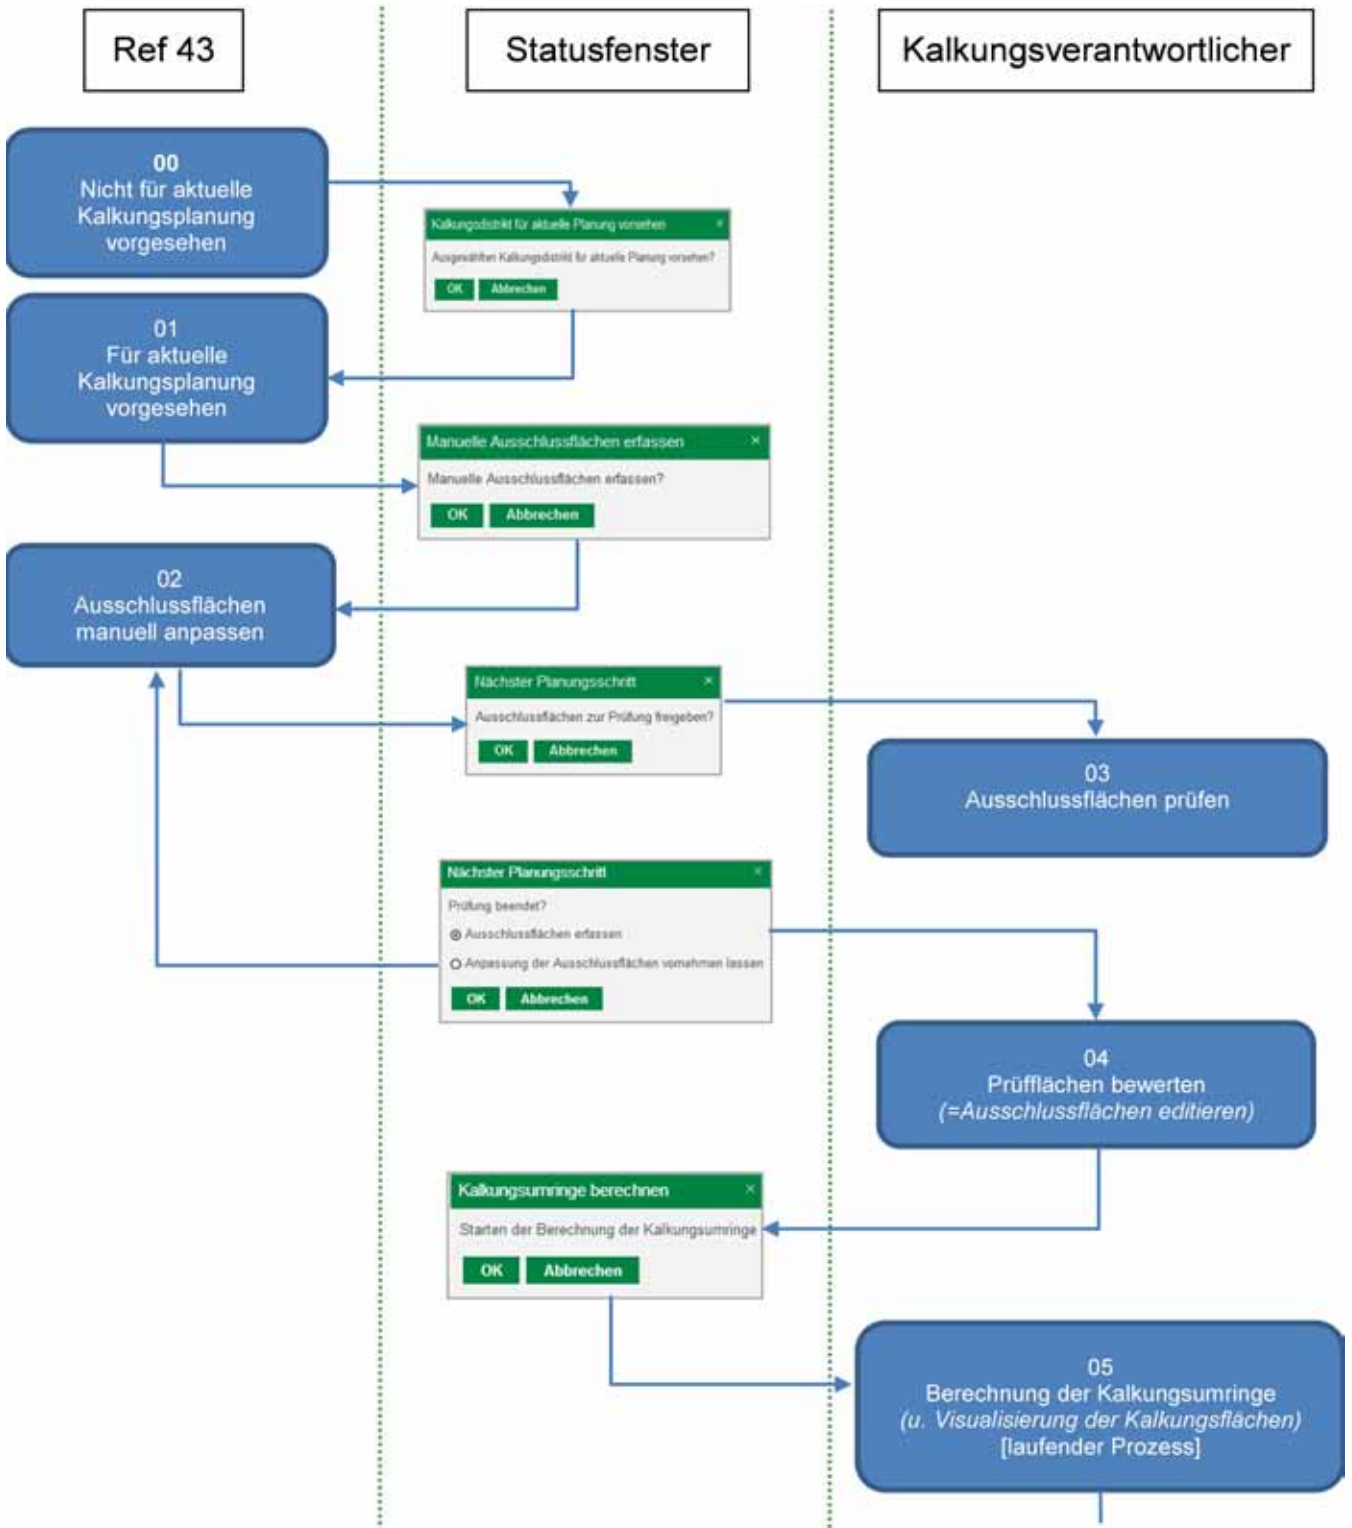 Ref 43
Statusfenster
Kalkungsverantwortlicher
00
Nicht für aktuelle
Kalkungsplanung
vorgesehen
Kalkungsdistrikt für aktuelle Planung vorsehen ×
Ausgewählten Kalkungsdistrikt für aktuelle Planung vorsehen?
OK Abbrechen
01
Für aktuelle
Kalkungsplanung
vorgesehen
Manuelle Ausschlussflächen erfassen ×
Manuelle Ausschlussflächen erfassen?
OK Abbrechen
02
Ausschlussflächen
manuell anpassen
Nächster Planungsschritt ×
Ausschlussflächen zur Prüfung freigeben?
OK Abbrechen
03
Ausschlussflächen prüfen
Nächster Planungsschritt ×
Prüfung beendet?
Ausschlussflächen erfassen
Anpassung der Ausschlussflächen vornehmen lassen
OK Abbrechen
04
Prüfflächen bewerten
(=Ausschlussflächen editieren)
Kalkungsumringe berechnen ×
Starten der Berechnung der Kalkungsumringe
OK Abbrechen
05
Berechnung der Kalkungsumringe
(u. Visualisierung der Kalkungsflächen)
[laufender Prozess]